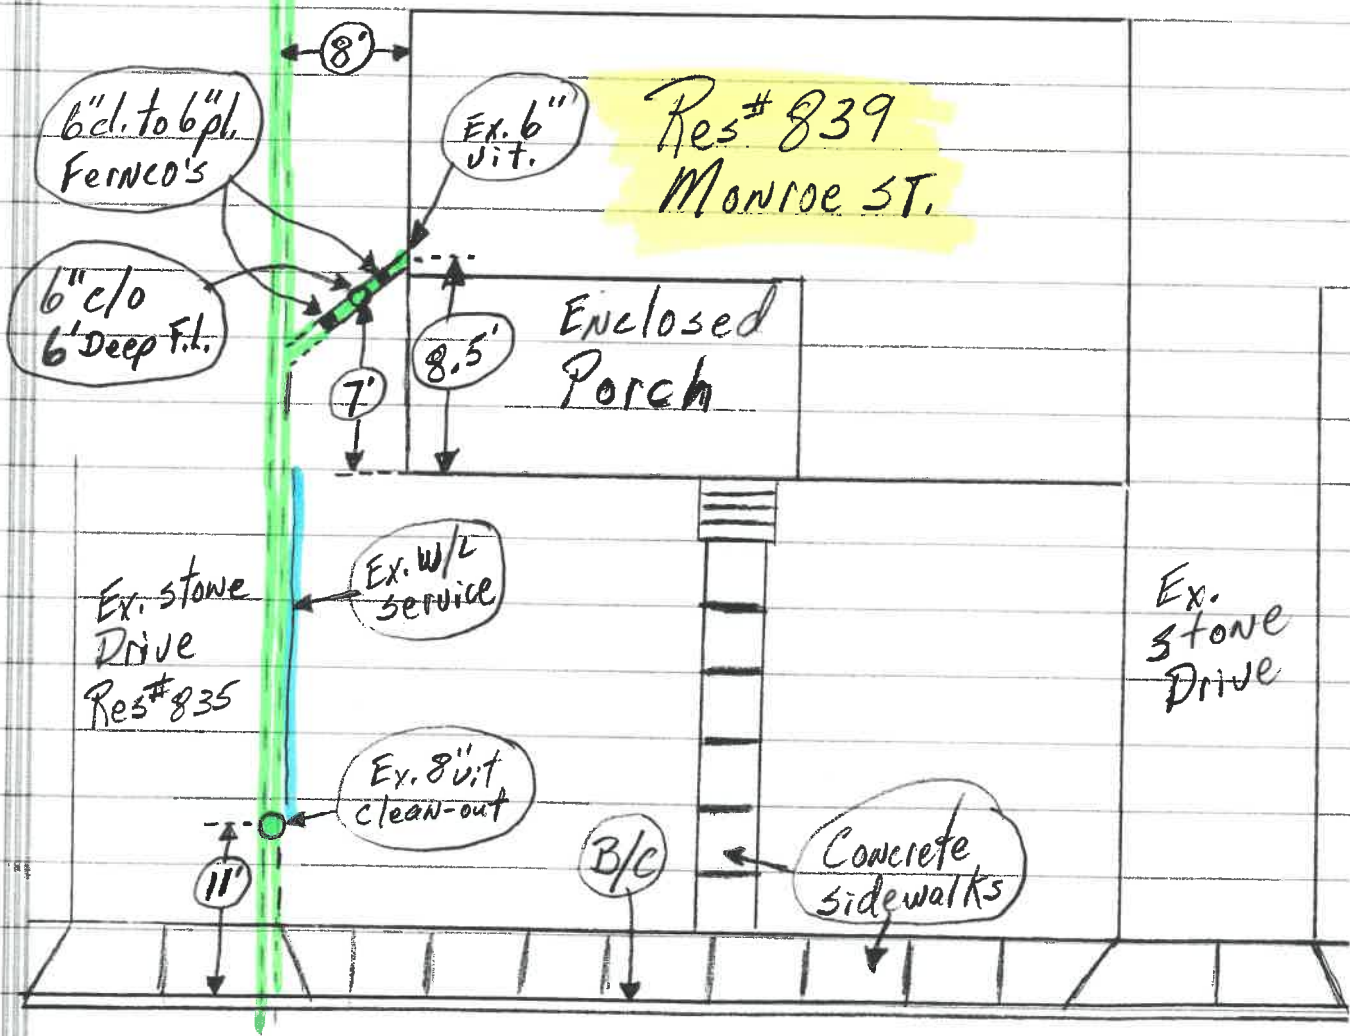 8'
6"cl. to 6"pl.
Fernco's
Ex. 6"
vit.
Res# 839
Monroe ST.
6" c/o
6' Deep F.L.
8.5'
7'
Enclosed
Porch
Ex. W/L
service
Ex. stone
Drive
Res# 835
Ex.
stone
Drive
Ex. 8" vit
clean-out
11'
B/C
Concrete
sidewalks